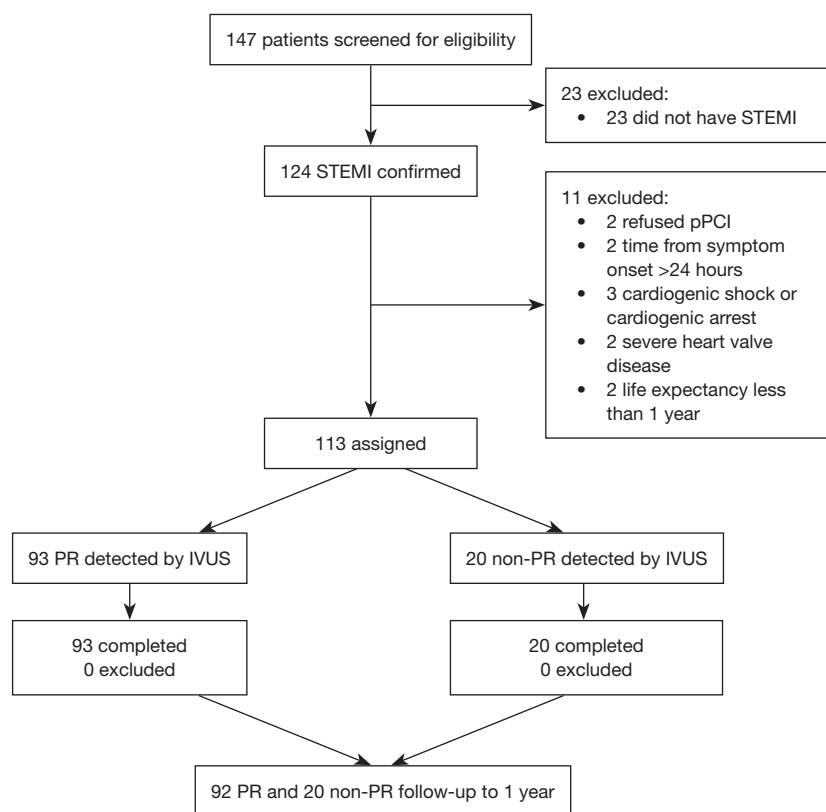 147 patients screened for eligibility
23 excluded:
• 23 did not have STEMI
124 STEMI confirmed
11 excluded:
• 2 refused pPCI
• 2 time from symptom
onset >24 hours
• 3 cardiogenic shock or
cardiogenic arrest
• 2 severe heart valve
disease
• 2 life expectancy less
than 1 year
113 assigned
93 PR detected by IVUS
20 non-PR detected by IVUS
93 completed
0 excluded
20 completed
0 excluded
92 PR and 20 non-PR follow-up to 1 year